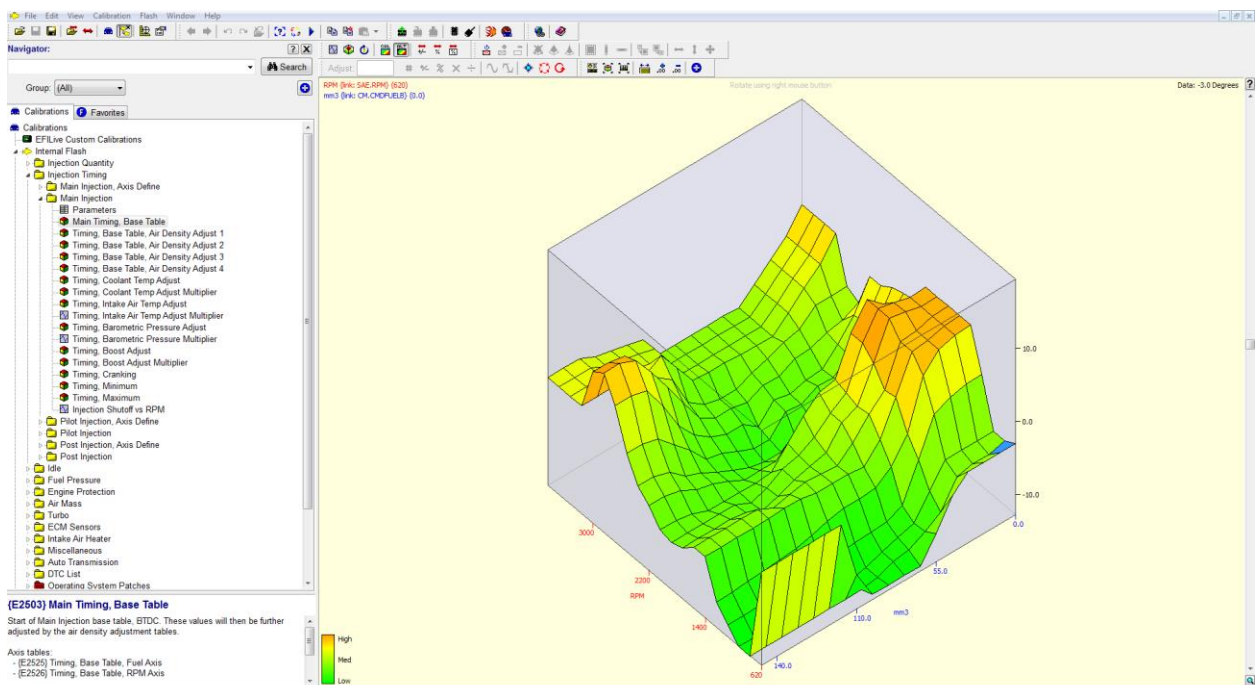 File Edit View Calibration Flash Window Help
Navigator:
Search
Adjust:
Group: (All)
Calibrations Favorites
Calibrations
EFILive Custom Calibrations
Internal Flash
Injection Quantity
Injection Timing
Main Injection, Axis Define
Main Injection
Parameters
Main Timing, Base Table
Timing, Base Table, Air Density Adjust 1
Timing, Base Table, Air Density Adjust 2
Timing, Base Table, Air Density Adjust 3
Timing, Base Table, Air Density Adjust 4
Timing, Coolant Temp Adjust
Timing, Coolant Temp Adjust Multiplier
Timing, Intake Air Temp Adjust
Timing, Intake Air Temp Adjust Multiplier
Timing, Barometric Pressure Adjust
Timing, Barometric Pressure Multiplier
Timing, Boost Adjust
Timing, Boost Adjust Multiplier
Timing, Cranking
Timing, Minimum
Timing, Maximum
Injection Shutoff vs RPM
Pilot Injection, Axis Define
Pilot Injection
Post Injection, Axis Define
Post Injection
Idle
Fuel Pressure
Engine Protection
Air Mass
Turbo
ECM Sensors
Intake Air Heater
Miscellaneous
Auto Transmission
DTC List
Operating System Patches
{E2503} Main Timing, Base Table
Start of Main Injection base table, BTDC. These values will then be further
adjusted by the air density adjustment tables.
Axis tables:
- {E2525} Timing, Base Table, Fuel Axis
- {E2526} Timing, Base Table, RPM Axis
RPM {link: SAE.RPM} (620)
mm3 {link: CM.CMDFUELB} (0.0)
Rotate using right mouse button
Data: -3.0 Degrees
10.0
0.0
-10.0
0.0
55.0
mm3
110.0
140.0
3000
2200
RPM
1400
620
High
Med
Low